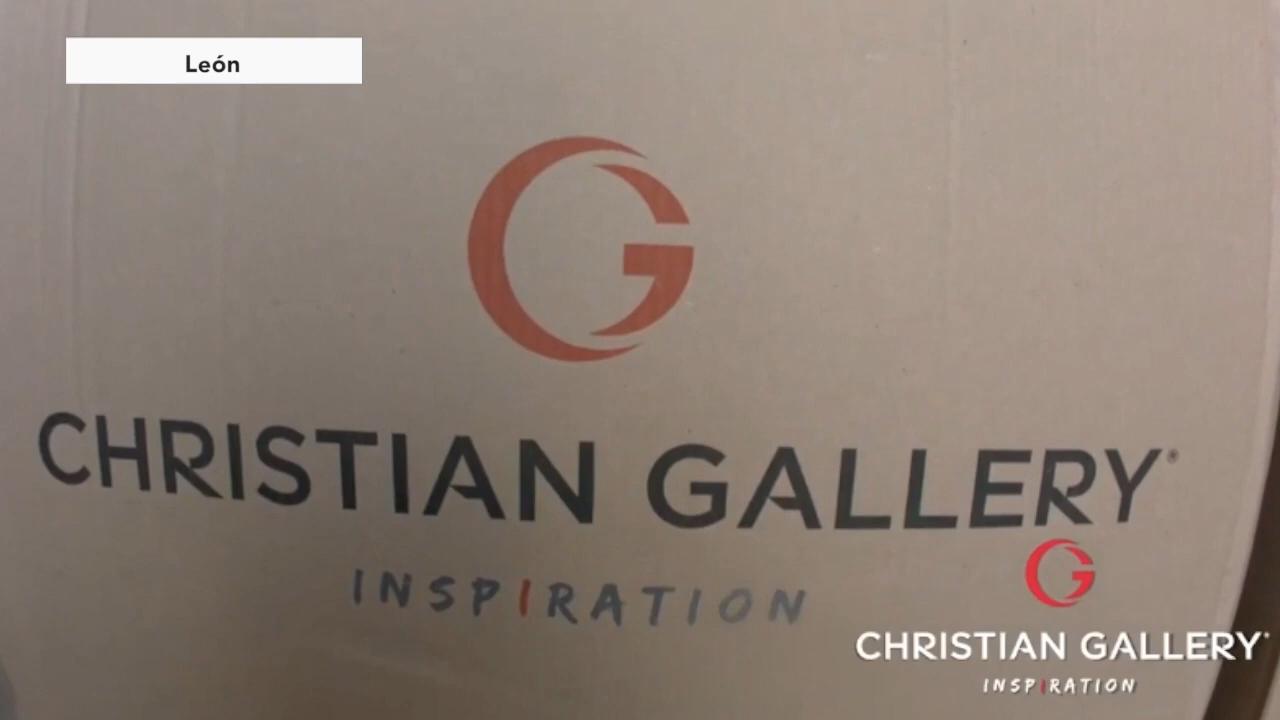 León
G
CHRISTIAN GALLERY®
INSPIRATION
G
CHRISTIAN GALLERY®
INSPIRATION